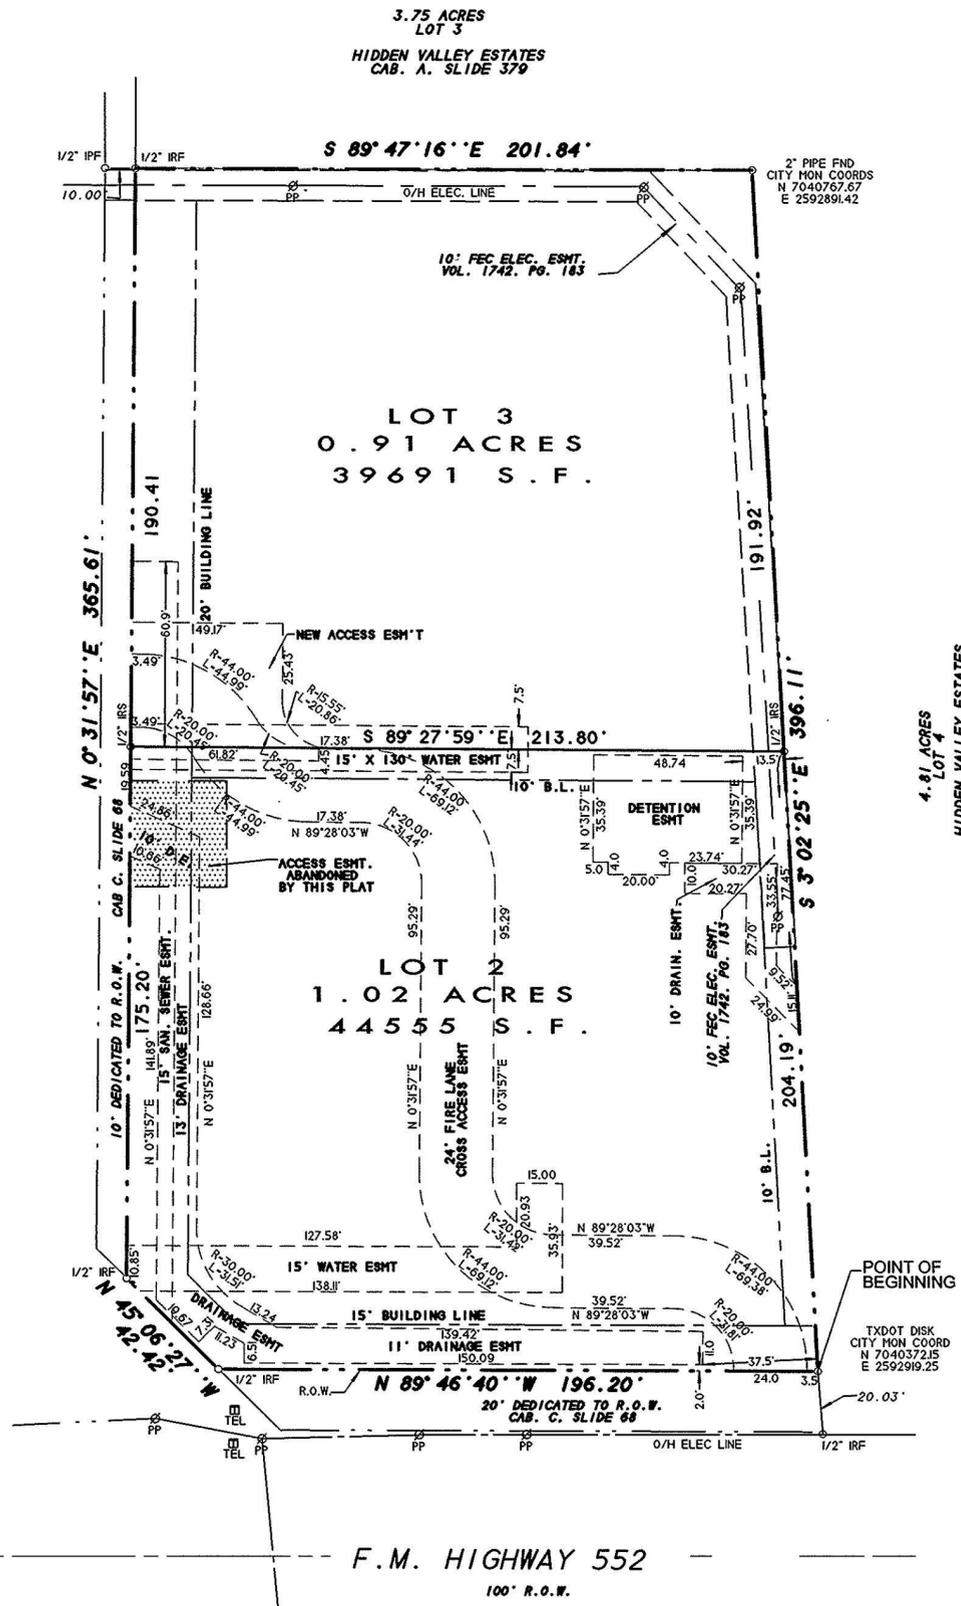 3.75 ACRES
LOT 3
HIDDEN VALLEY ESTATES
CAB. A. SLIDE 379
S 89°47'16''E 201.84'
1/2" IPF
1/2" IRF
2" PIPE FND
CITY MON COORDS
N 7040767.67
E 2592891.42
10.00'
PP
O/H ELEC. LINE
PP
10' FEC ELEC. ESMT.
VOL. 1742. PG. 183
PP
LOT 3
0.91 ACRES
39691 S.F.
190.41
20' BUILDING LINE
191.92'
N 0°31'57''E 365.61'
60.9'
49.17'
NEW ACCESS ESM'T
3.49'
R-44.00'
L-44.99'
25.43'
R-15.55'
L-20.86'
7.5'
4.81 ACRES
LOT 4
HIDDEN VALLEY ESTATES
S 3°02'25''E 396.11'
1/2" IRS
3.49'
R-20.00'
L-20.45'
17.38'
S 89°27'59''E 213.80'
1/2" IRS
61.82'
R-20.00'
L-20.45'
4.45'
15' X 130' WATER ESMT
7.5'
48.74
13.5'
19.59
10' B.L.
R-44.00'
L-69.12'
24.86'
R-44.00'
L-44.99'
17.38'
N 89°28'03"W
R-20.00'
L-31.44'
N 0°31'57"E
35.39'
DETENTION
ESMT
N 0°31'57"E
35.39'
10' D.E.
10.86'
ACCESS ESMT.
ABANDONED
BY THIS PLAT
5.0
4.0
20.00'
4.0
23.74'
10.0'
30.27'
20.27'
33.55'
77.45'
PP
CAB C. SLIDE 68
10' DEDICATED TO R.O.W.
175.20'
141.89'
N 0°31'57"E
15' SAN. SEWER ESMT.
13' DRAINAGE ESMT
128.66'
N 0°31'57"E
95.29'
95.29'
LOT 2
1.02 ACRES
44555 S.F.
10' DRAIN. ESMT.
10' FEC ELEC. ESMT.
VOL. 1742. PG. 183
27.70'
9.52'
24.99'
15.11'
204.19'
N 0°31'57"E
24' FIRE LANE
CROSS ACCESS ESMT
N 0°31'57"E
10' B.L.
15.00
20.93
35.93'
R-20.00'
L-31.42'
N 89°28'03"W
39.52'
127.58'
R-30.00'
L-31.51'
15' WATER ESMT
138.11'
R-44.00'
L-69.12'
R-44.00'
L-69.38'
POINT OF
BEGINNING
1/2" IRF
10.85'
13.24
15' BUILDING LINE
39.52'
N 89°28'03"W
R-20.00'
L-31.81'
N 45°06'27''W
42.42'
19.67
DRAINAGE ESMT
11.23
6.51
139.42'
11' DRAINAGE ESMT
150.09
11.0
37.5'
TXDOT DISK
CITY MON COORD
N 7040372.15
E 2592919.25
1/2" IRF
R.O.W.
N 89°46'40''W 196.20'
24.0
3.5
2.0'
20.03'
20' DEDICATED TO R.O.W.
CAB. C. SLIDE 68
TEL
PP
TEL
PP
PP
PP
O/H ELEC LINE
1/2" IRF
F.M. HIGHWAY 552
100' R.O.W.